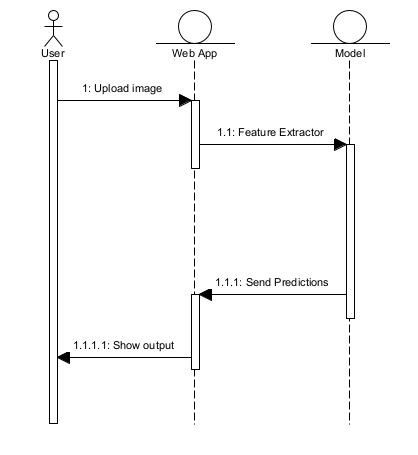 User
Web App
Model
1: Upload image
1.1: Feature Extractor
1.1.1: Send Predictions
1.1.1.1: Show output